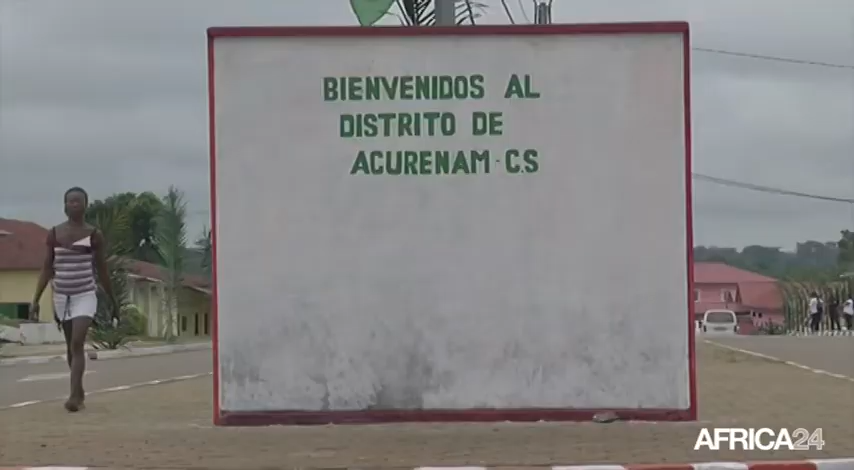 BIENVENIDOS AL
DISTRITO DE
ACURENAM-C.S
AFRICA24